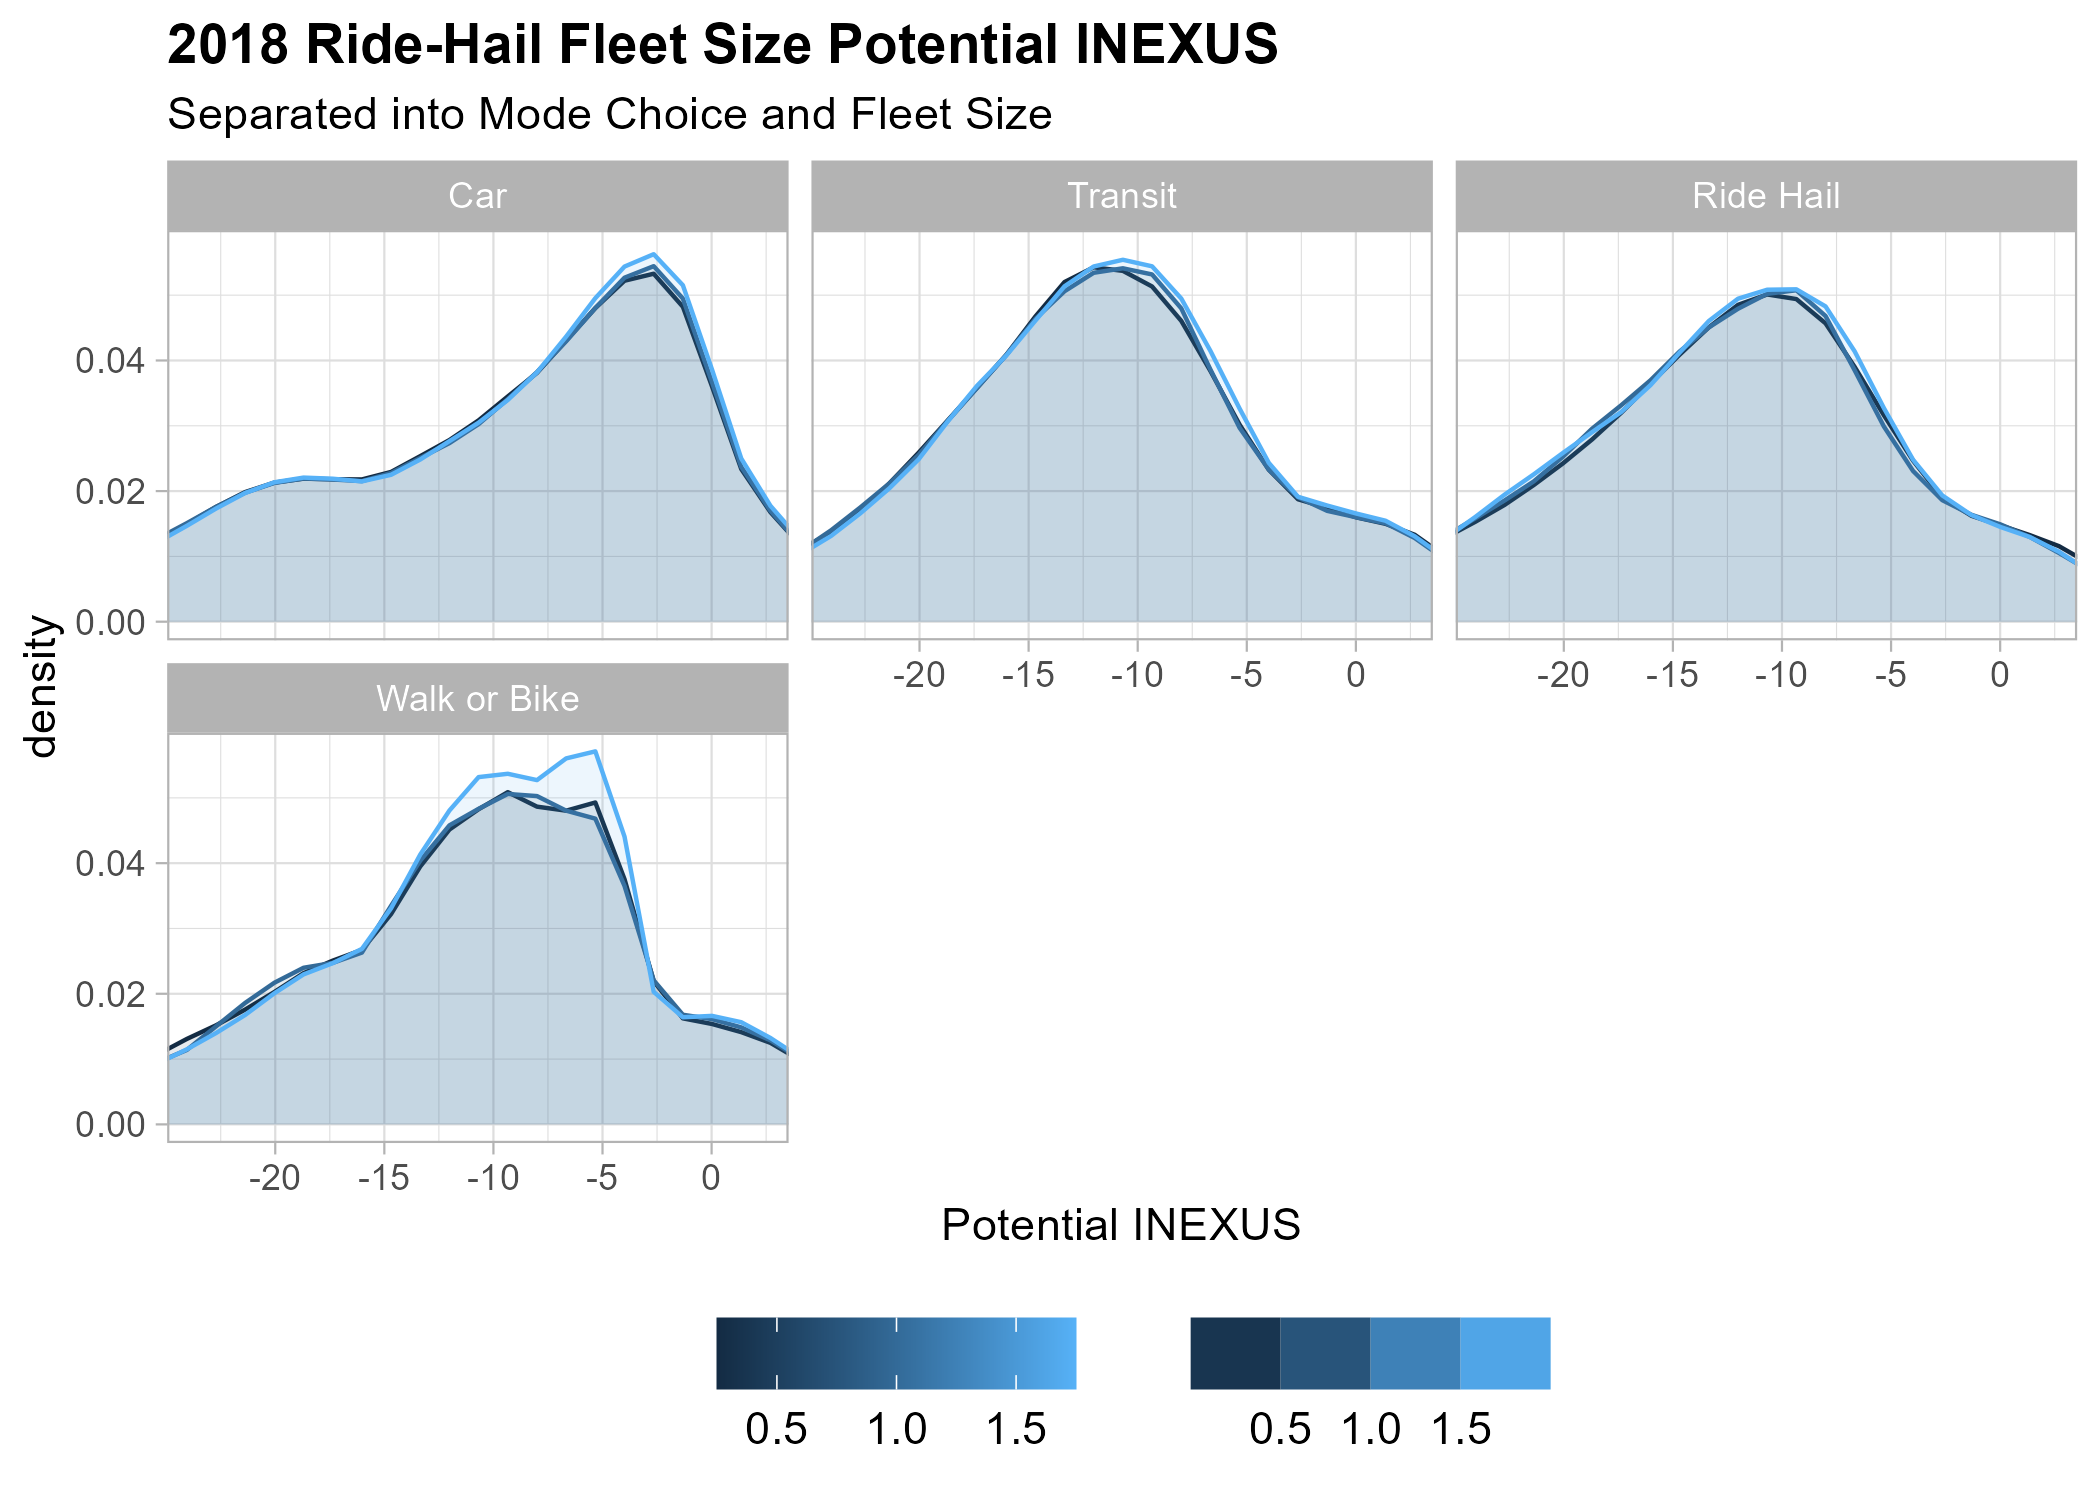 2018 Ride-Hail Fleet Size Potential INEXUS
Separated into Mode Choice and Fleet Size
Car
Transit
Ride Hail
0.04
0.02
0.00
-20 -15 -10 -5 0
-20 -15 -10 -5 0
density
Walk or Bike
0.04
0.02
0.00
-20 -15 -10 -5 0
Potential INEXUS
0.5 1.0 1.5
0.5 1.0 1.5